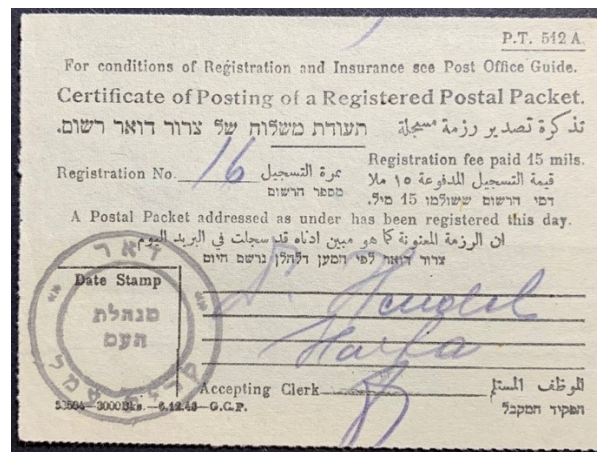 P.T. 512 A.
For conditions of Registration and Insurance see Post Office Guide.
Certificate of Posting of a Registered Postal Packet.
تذكرة تصدير رزمة مسجلة תעודת משלוח של צרור דואר רשום.
Registration fee paid 15 mils.
Registration No. 16 نمرة التسجيل قيمة التسجيل المدفوعة ١٥ ملا
מספר הרשום דמי הרשום ששולמו 15 מיל.
A Postal Packet addressed as under has been registered this day.
ان الرزمة المعنونة كما هو مبين ادناه قد سجلت في البريد اليوم
צרור דואר לפי המען דלהלן נרשם היום
דאר
Date Stamp
מנהלת
העם
Haifa
Accepting Clerk الموظف المستلم
הפקיד המקבל